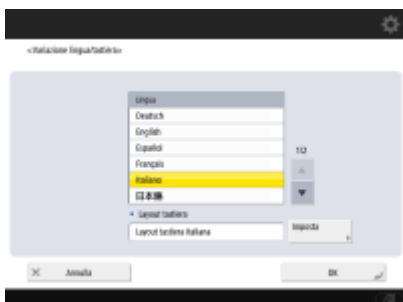 <Variazione lingua/tastiera>
Lingua
Deutsch
English
Español
Français
Italiano
日本語
1/2
Layout tastiera
Layout tastiera italiana
Imposta
Annulla
OK